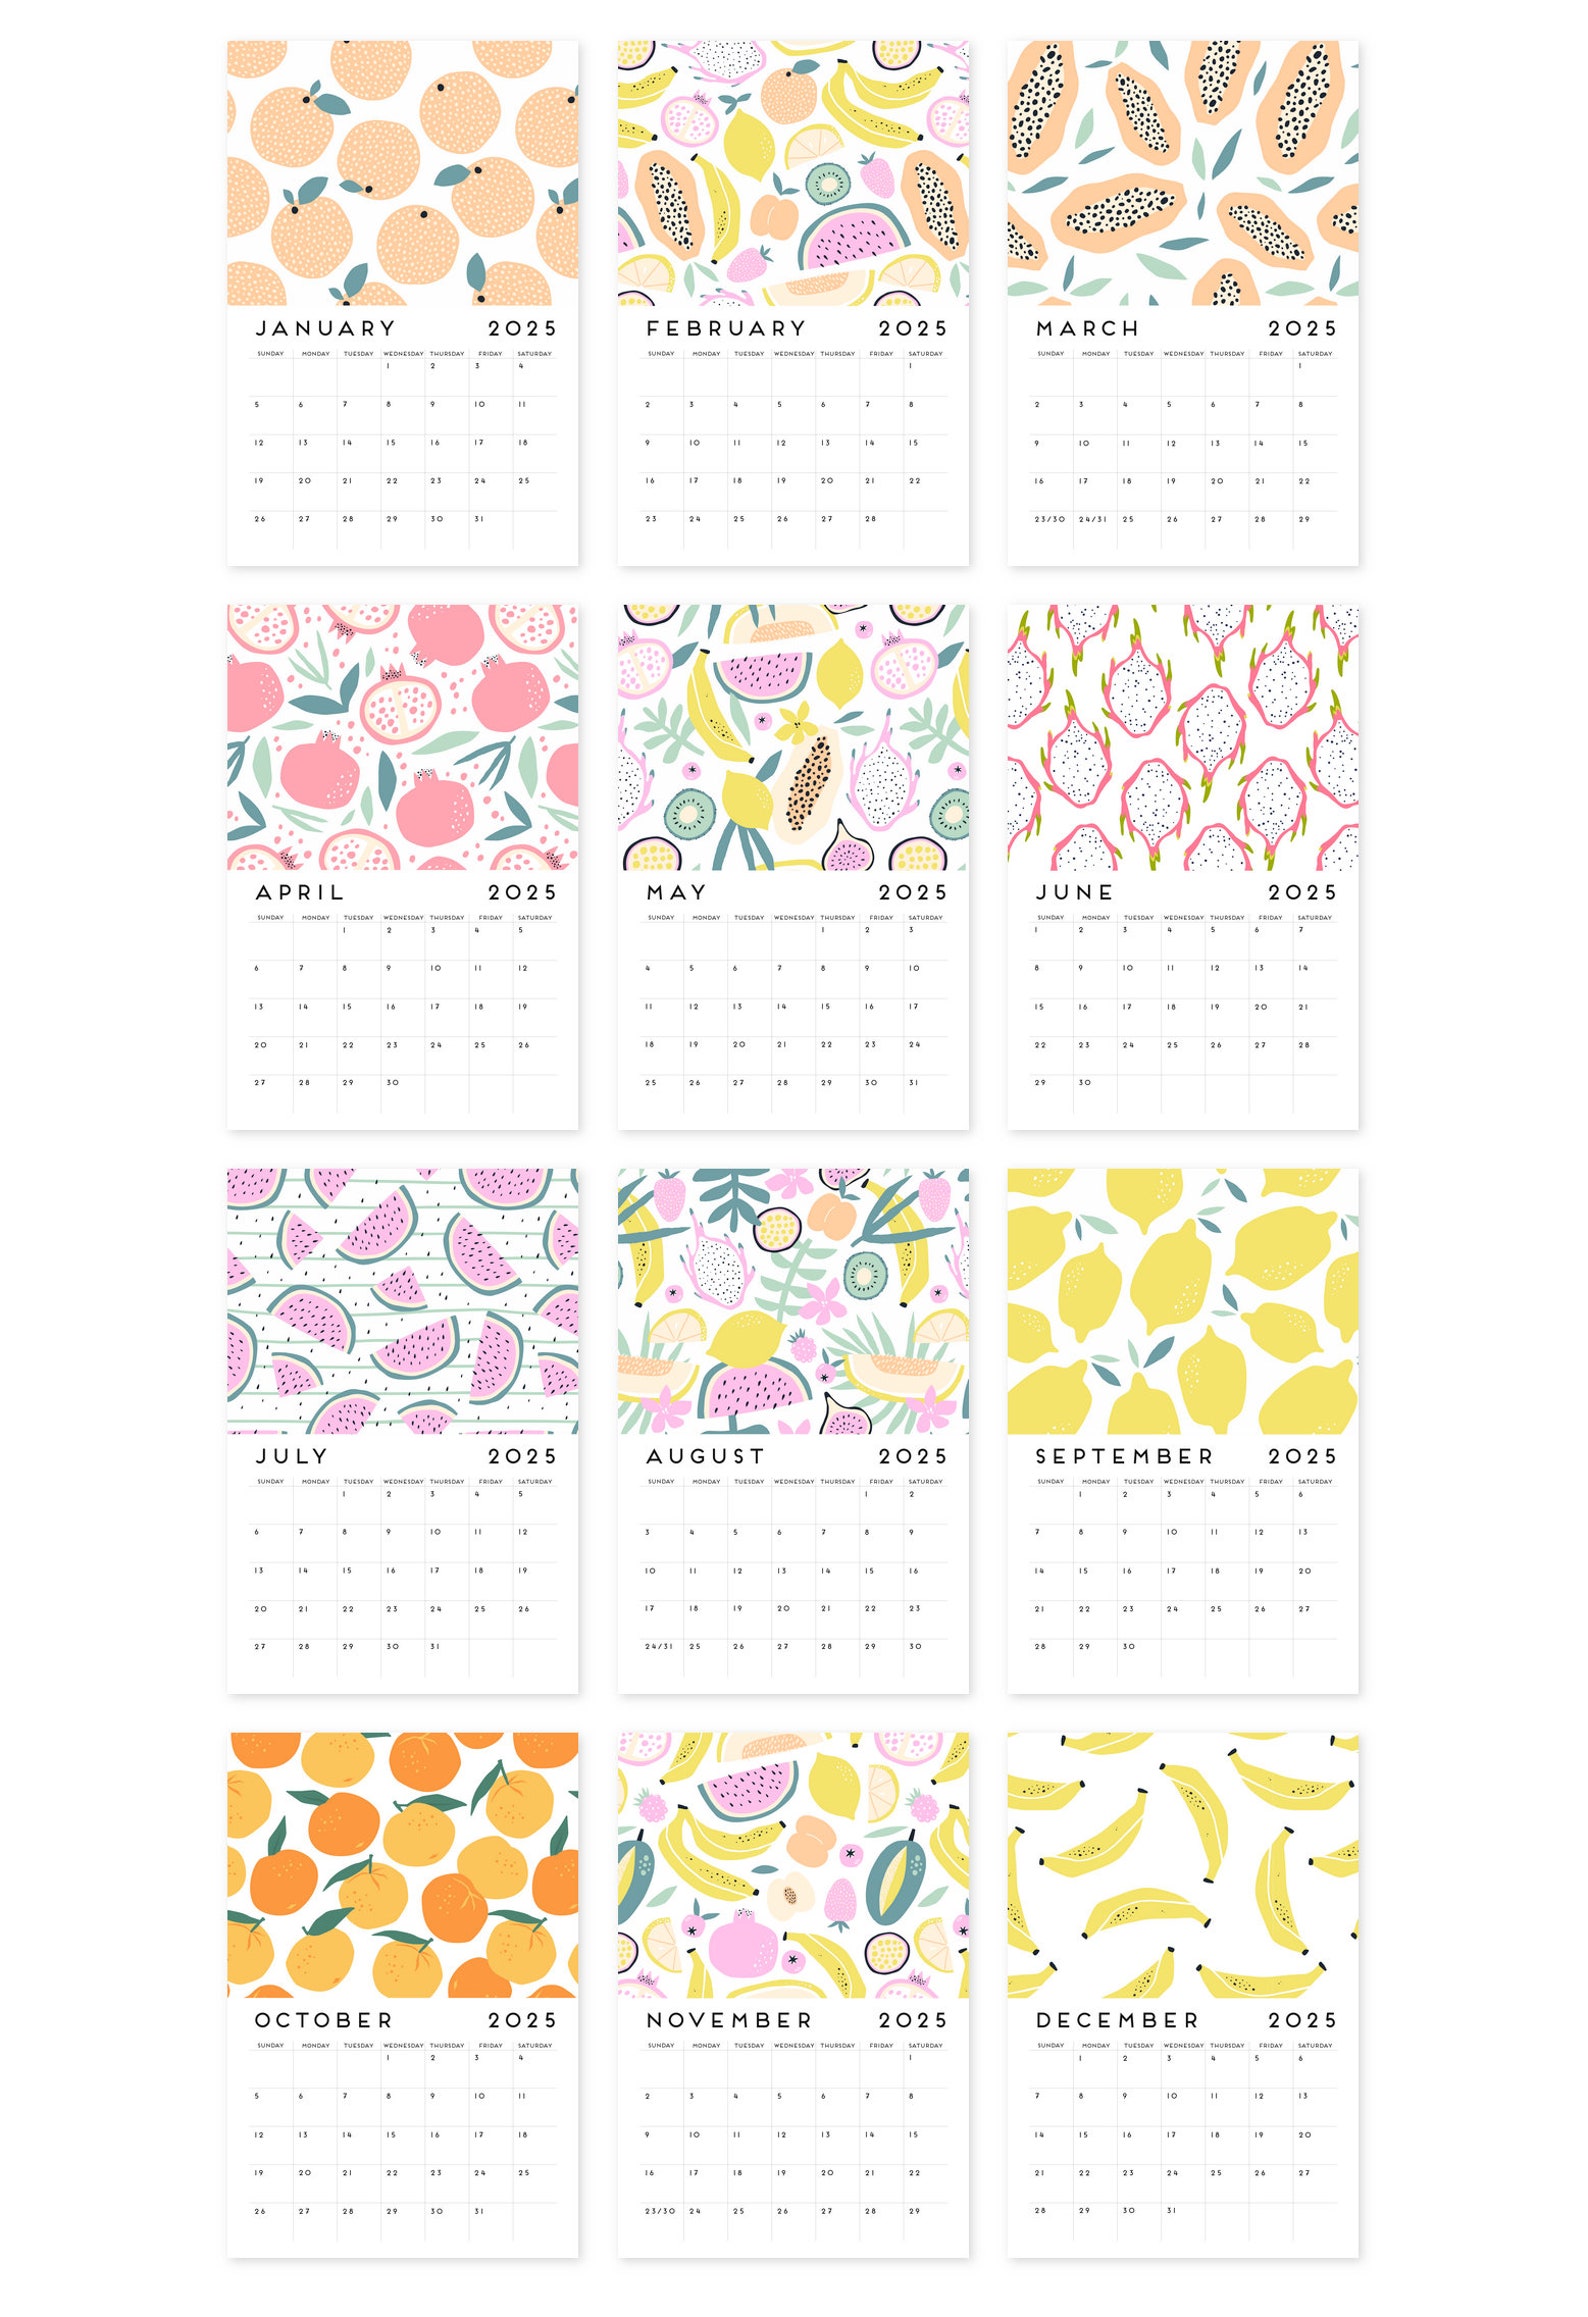 JANUARY 2025
SUNDAY MONDAY TUESDAY WEDNESDAY THURSDAY FRIDAY SATURDAY
1 2 3 4
5 6 7 8 9 10 11
12 13 14 15 16 17 18
19 20 21 22 23 24 25
26 27 28 29 30 31
FEBRUARY 2025
SUNDAY MONDAY TUESDAY WEDNESDAY THURSDAY FRIDAY SATURDAY
1
2 3 4 5 6 7 8
9 10 11 12 13 14 15
16 17 18 19 20 21 22
23 24 25 26 27 28
MARCH 2025
SUNDAY MONDAY TUESDAY WEDNESDAY THURSDAY FRIDAY SATURDAY
1
2 3 4 5 6 7 8
9 10 11 12 13 14 15
16 17 18 19 20 21 22
23/30 24/31 25 26 27 28 29
APRIL 2025
SUNDAY MONDAY TUESDAY WEDNESDAY THURSDAY FRIDAY SATURDAY
1 2 3 4 5
6 7 8 9 10 11 12
13 14 15 16 17 18 19
20 21 22 23 24 25 26
27 28 29 30
MAY 2025
SUNDAY MONDAY TUESDAY WEDNESDAY THURSDAY FRIDAY SATURDAY
1 2 3
4 5 6 7 8 9 10
11 12 13 14 15 16 17
18 19 20 21 22 23 24
25 26 27 28 29 30 31
JUNE 2025
SUNDAY MONDAY TUESDAY WEDNESDAY THURSDAY FRIDAY SATURDAY
1 2 3 4 5 6 7
8 9 10 11 12 13 14
15 16 17 18 19 20 21
22 23 24 25 26 27 28
29 30
JULY 2025
SUNDAY MONDAY TUESDAY WEDNESDAY THURSDAY FRIDAY SATURDAY
1 2 3 4 5
6 7 8 9 10 11 12
13 14 15 16 17 18 19
20 21 22 23 24 25 26
27 28 29 30 31
AUGUST 2025
SUNDAY MONDAY TUESDAY WEDNESDAY THURSDAY FRIDAY SATURDAY
1 2
3 4 5 6 7 8 9
10 11 12 13 14 15 16
17 18 19 20 21 22 23
24/31 25 26 27 28 29 30
SEPTEMBER 2025
SUNDAY MONDAY TUESDAY WEDNESDAY THURSDAY FRIDAY SATURDAY
1 2 3 4 5 6
7 8 9 10 11 12 13
14 15 16 17 18 19 20
21 22 23 24 25 26 27
28 29 30
OCTOBER 2025
SUNDAY MONDAY TUESDAY WEDNESDAY THURSDAY FRIDAY SATURDAY
1 2 3 4
5 6 7 8 9 10 11
12 13 14 15 16 17 18
19 20 21 22 23 24 25
26 27 28 29 30 31
NOVEMBER 2025
SUNDAY MONDAY TUESDAY WEDNESDAY THURSDAY FRIDAY SATURDAY
1
2 3 4 5 6 7 8
9 10 11 12 13 14 15
16 17 18 19 20 21 22
23/30 24 25 26 27 28 29
DECEMBER 2025
SUNDAY MONDAY TUESDAY WEDNESDAY THURSDAY FRIDAY SATURDAY
1 2 3 4 5 6
7 8 9 10 11 12 13
14 15 16 17 18 19 20
21 22 23 24 25 26 27
28 29 30 31